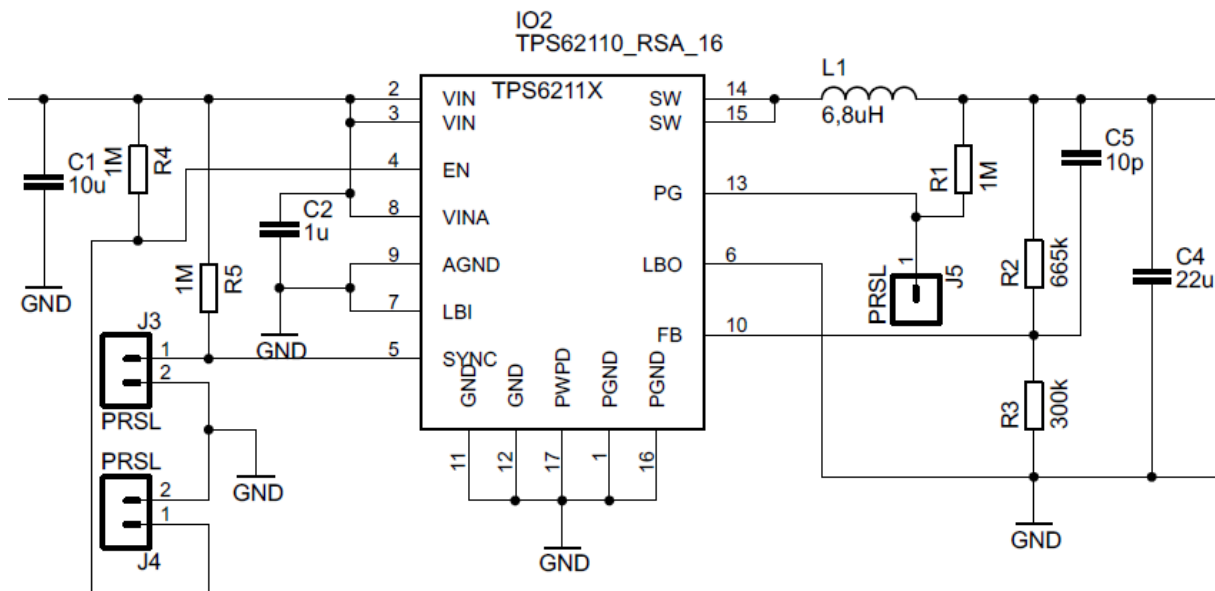 IO2
TPS62110_RSA_16
TPS6211X
L1
6,8uH
2
VIN
3
VIN
4
EN
8
VINA
9
AGND
7
LBI
5
SYNC
14
SW
15
SW
13
PG
6
LBO
10
FB
GND
GND
PWPD
PGND
PGND
11
12
17
1
16
GND
C1
10u
GND
1M
R4
C2
1u
GND
1M
R5
J3
1
2
PRSL
PRSL
2
1
J4
GND
R1
1M
1
PRSL
J5
C5
10p
R2
665k
R3
300k
C4
22u
GND